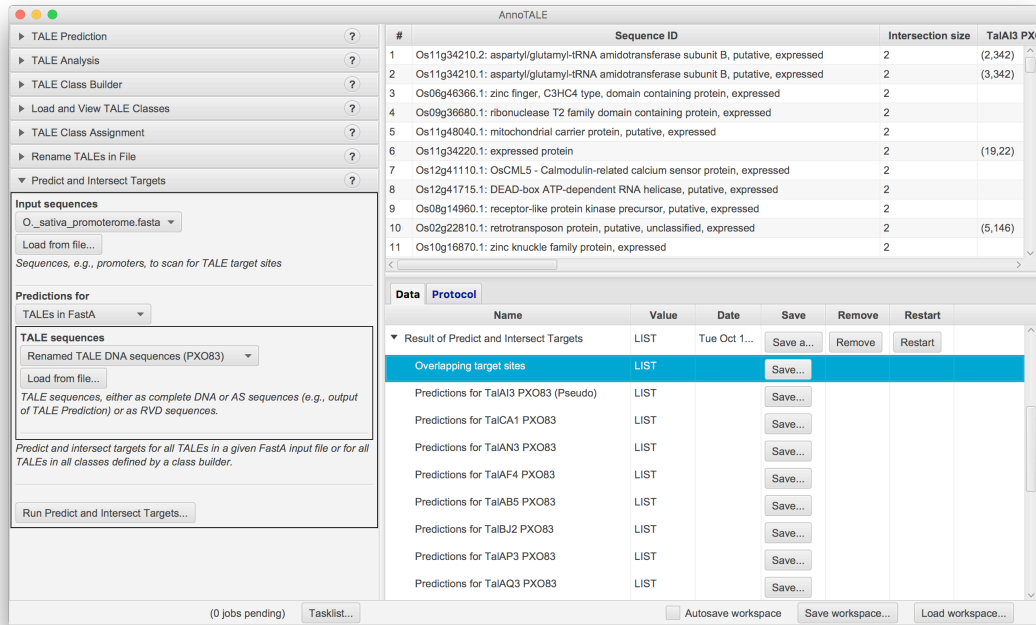 AnnoTALE
TALE Prediction ?
TALE Analysis ?
TALE Class Builder ?
Load and View TALE Classes ?
TALE Class Assignment ?
Rename TALEs in File ?
Predict and Intersect Targets ?
Input sequences
O._sativa_promoterome.fasta
Load from file...
Sequences, e.g., promoters, to scan for TALE target sites
Predictions for
TALEs in FastA
TALE sequences
Renamed TALE DNA sequences (PXO83)
Load from file...
TALE sequences, either as complete DNA or AS sequences (e.g., output
of TALE Prediction) or as RVD sequences.
Predict and intersect targets for all TALEs in a given FastA input file or for all
TALEs in all classes defined by a class builder.
Run Predict and Intersect Targets...
# Sequence ID Intersection size TalAI3 PXO
1 Os11g34210.2: aspartyl/glutamyl-tRNA amidotransferase subunit B, putative, expressed 2 (2,342)
2 Os11g34210.1: aspartyl/glutamyl-tRNA amidotransferase subunit B, putative, expressed 2 (3,342)
3 Os06g46366.1: zinc finger, C3HC4 type, domain containing protein, expressed 2
4 Os09g36680.1: ribonuclease T2 family domain containing protein, expressed 2
5 Os11g48040.1: mitochondrial carrier protein, putative, expressed 2
6 Os11g34220.1: expressed protein 2 (19,22)
7 Os12g41110.1: OsCML5 - Calmodulin-related calcium sensor protein, expressed 2
8 Os12g41715.1: DEAD-box ATP-dependent RNA helicase, putative, expressed 2
9 Os08g14960.1: receptor-like protein kinase precursor, putative, expressed 2
10 Os02g22810.1: retrotransposon protein, putative, unclassified, expressed 2 (5,146)
11 Os10g16870.1: zinc knuckle family protein, expressed 2
Data Protocol
Name Value Date Save Remove Restart
Result of Predict and Intersect Targets LIST Tue Oct 1... Save a... Remove Restart
Overlapping target sites LIST Save...
Predictions for TalAI3 PXO83 (Pseudo) LIST Save...
Predictions for TalCA1 PXO83 LIST Save...
Predictions for TalAN3 PXO83 LIST Save...
Predictions for TalAF4 PXO83 LIST Save...
Predictions for TalAB5 PXO83 LIST Save...
Predictions for TalBJ2 PXO83 LIST Save...
Predictions for TalAP3 PXO83 LIST Save...
Predictions for TalAQ3 PXO83 LIST Save...
(0 jobs pending) Tasklist... Autosave workspace Save workspace... Load workspace...